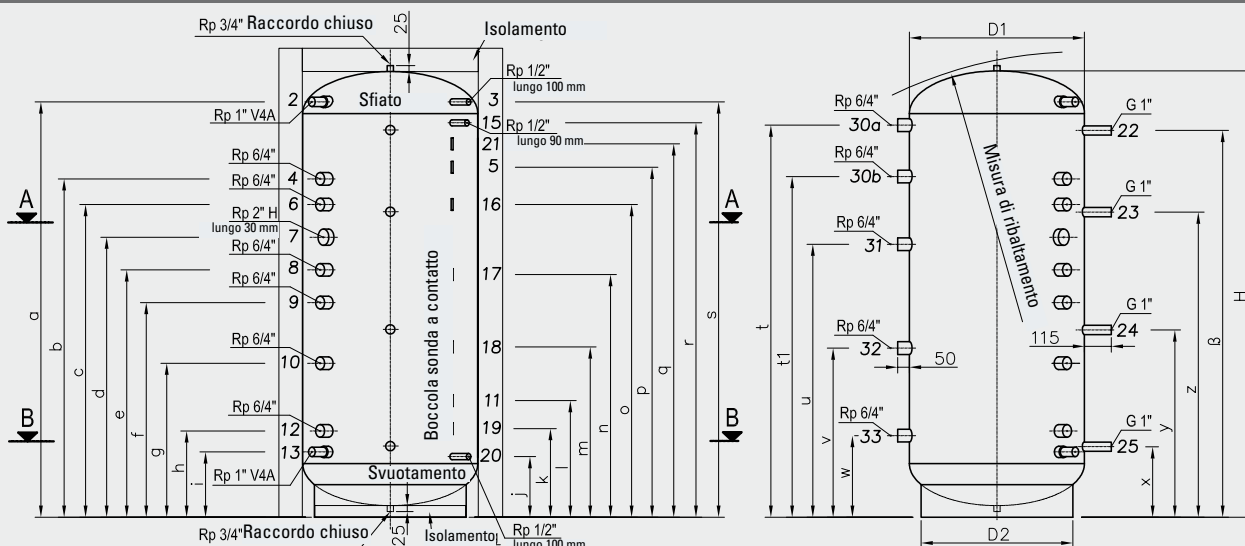 Rp 3/4" Raccordo chiuso
25
Isolamento
Rp 1/2"
lungo 100 mm
2
Sfiato
3
Rp 1" V4A
15
Rp 1/2"
lungo 90 mm
21
Rp 6/4"
4
5
Rp 6/4"
6
16
A
A
Rp 2" H
lungo 30 mm
7
Rp 6/4"
8
17
Rp 6/4"
9
Boccola sonda a contatto
18
Rp 6/4"
10
11
Rp 6/4"
12
19
B
B
13
20
Rp 1" V4A
Svuotamento
Rp 3/4" Raccordo chiuso
25
Isolamento
Rp 1/2"
lungo 100 mm
a
b
c
d
e
f
g
h
i
j
k
l
m
n
o
p
q
r
s
D1
Rp 6/4"
30a
G 1"
22
Rp 6/4"
30b
Misura di ribaltamento
G 1"
23
Rp 6/4"
31
G 1"
24
115
Rp 6/4"
32
50
Rp 6/4"
33
G 1"
25
t
t1
u
v
w
x
y
z
ß
H
D2